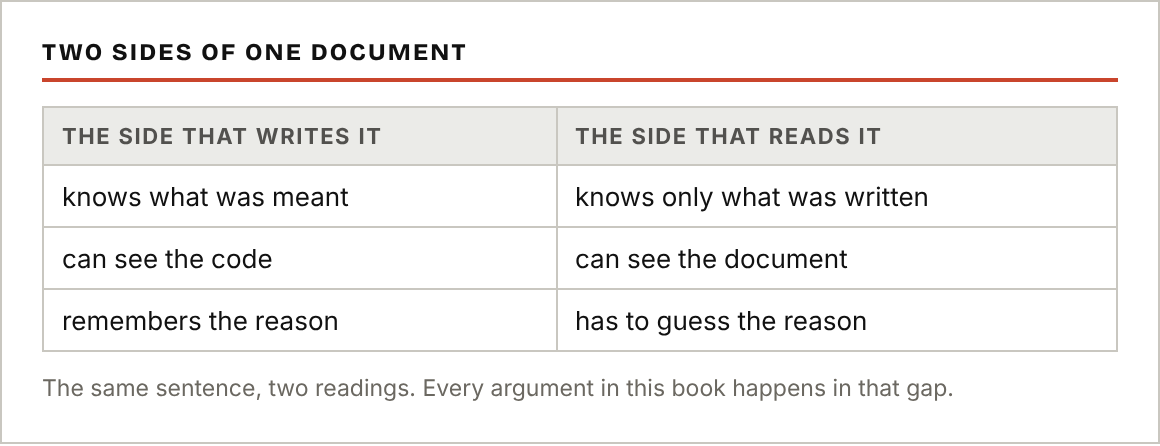 TWO SIDES OF ONE DOCUMENT
THE SIDE THAT WRITES IT
THE SIDE THAT READS IT
knows what was meant
knows only what was written
can see the code
can see the document
remembers the reason
has to guess the reason
The same sentence, two readings. Every argument in this book happens in that gap.